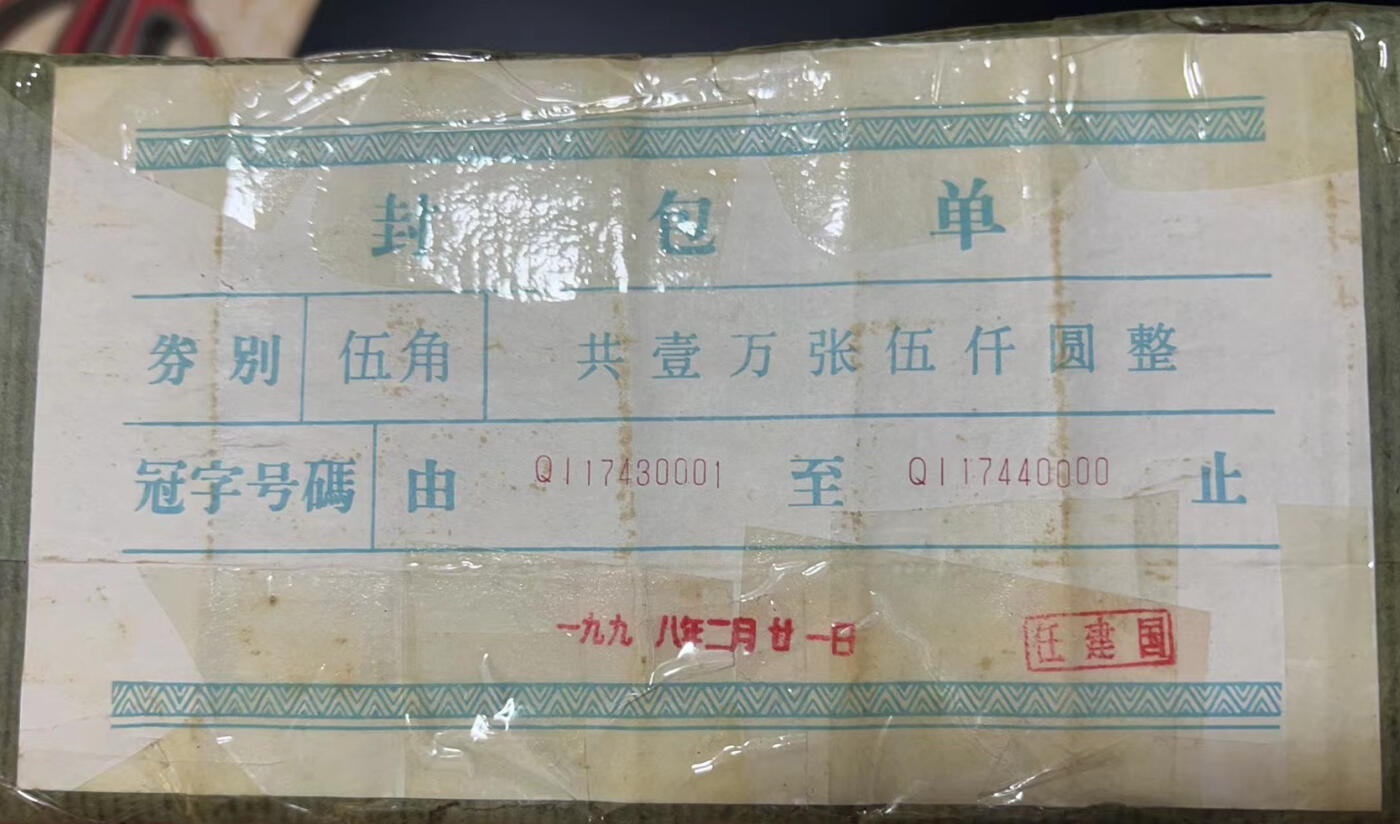 封包单
券别 伍角 共壹万张伍仟圆整
冠字号碼 由 QI17430001 至 QI17440000 止
一九九八年二月廿一日 任建国